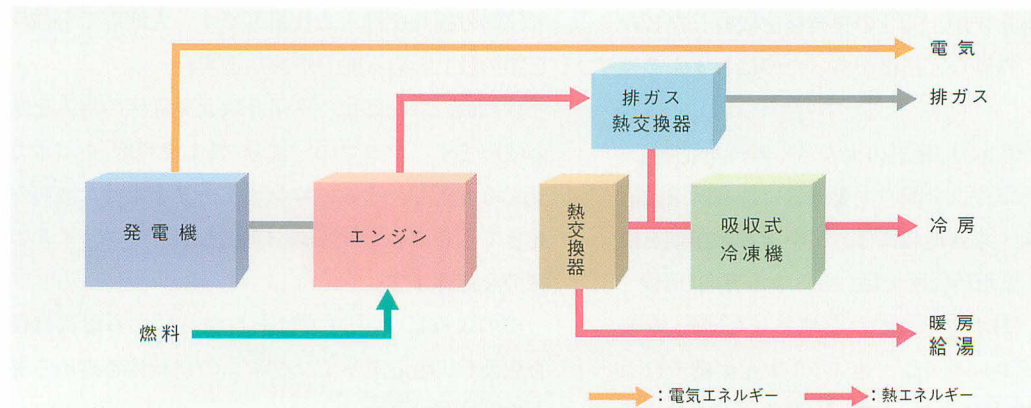 電気
排ガス
排ガス
熱交換器
発電機
エンジン
熱交換器
吸収式
冷凍機
冷房
燃料
暖房
給湯
:電気エネルギー
:熱エネルギー